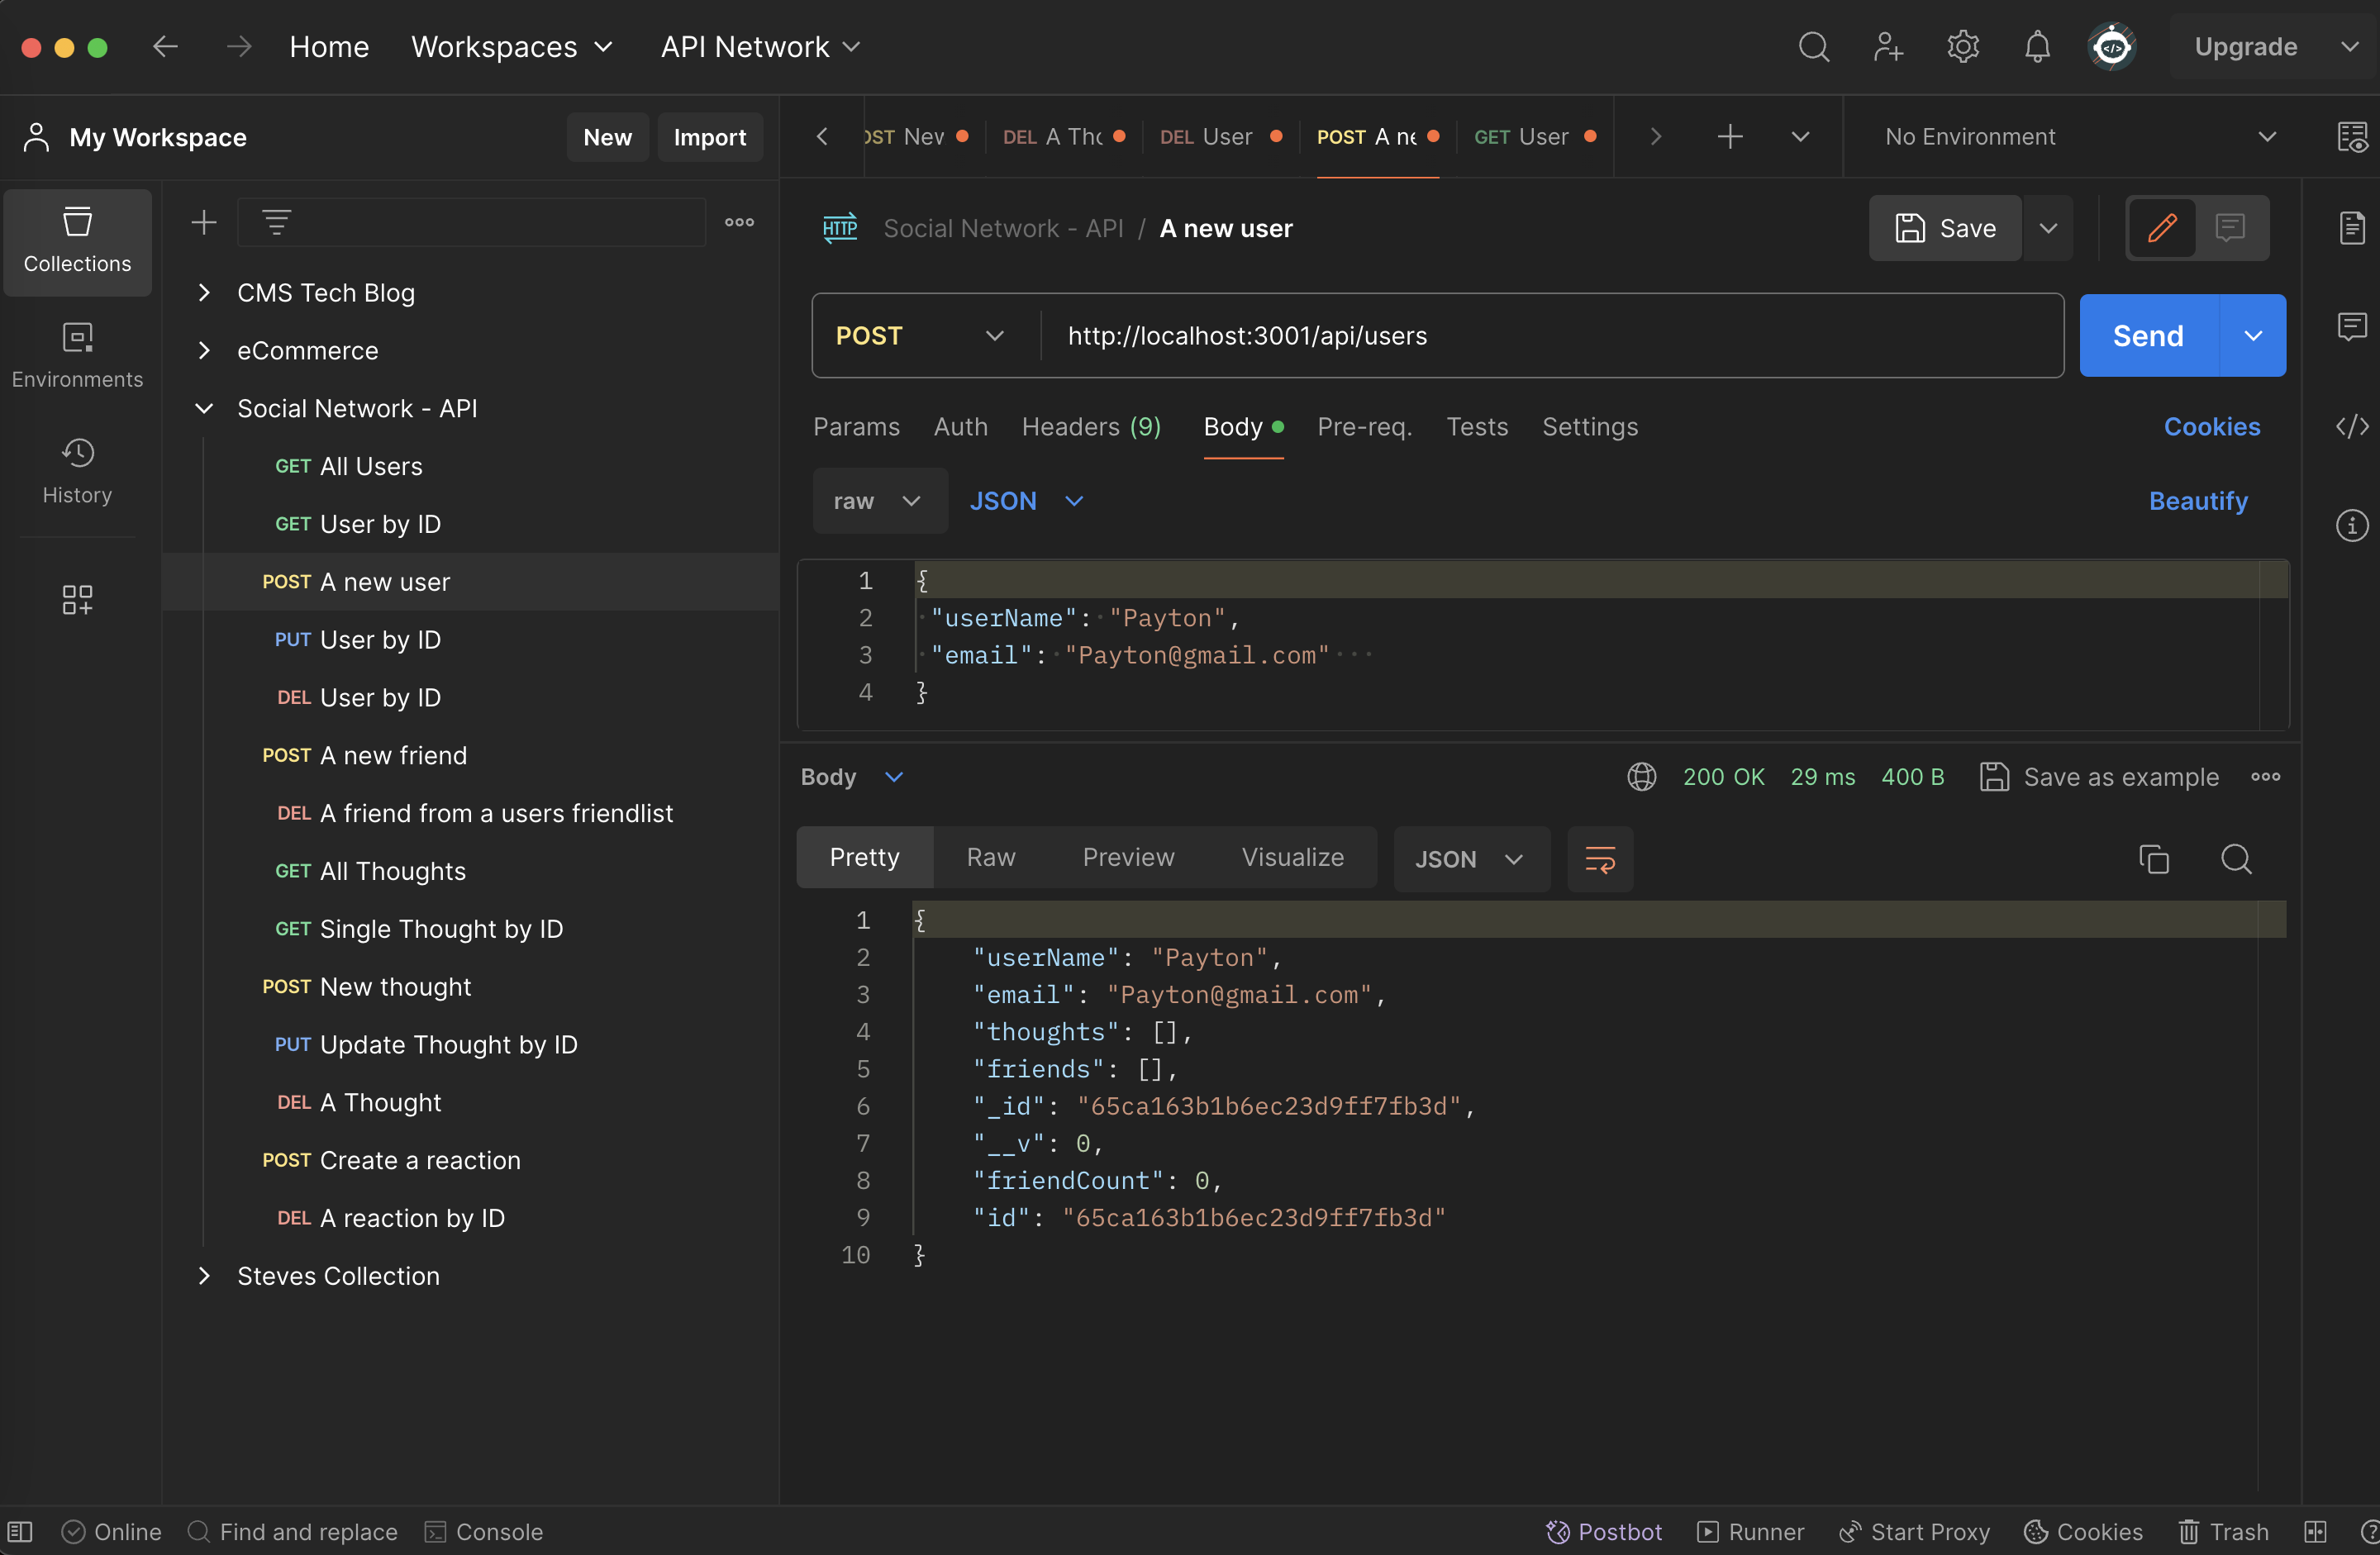 Home Workspaces API Network Upgrade
My Workspace New Import
Collections
Environments
History
CMS Tech Blog
eCommerce
Social Network - API
GET All Users
GET User by ID
POST A new user
PUT User by ID
DEL User by ID
POST A new friend
DEL A friend from a users friendlist
GET All Thoughts
GET Single Thought by ID
POST New thought
PUT Update Thought by ID
DEL A Thought
POST Create a reaction
DEL A reaction by ID
Steves Collection
DEL User POST GET User No Environment
HTTP Social Network - API / A new user Save
POST http://localhost:3001/api/users Send
Params Auth Headers (9) Body Pre-req. Tests Settings Cookies
raw JSON Beautify
1 {
2 "userName": "Payton",
3 "email": "Payton@gmail.com"
4 }
Body 200 OK 29 ms 400 B Save as example
Pretty Raw Preview Visualize JSON
1 {
2 "userName": "Payton",
3 "email": "Payton@gmail.com",
4 "thoughts": [],
5 "friends": [],
6 "_id": "65ca163b1b6ec23d9ff7fb3d",
7 "__v": 0,
8 "friendCount": 0,
9 "id": "65ca163b1b6ec23d9ff7fb3d"
10 }
Online Find and replace Console Postbot Runner Start Proxy Cookies Trash